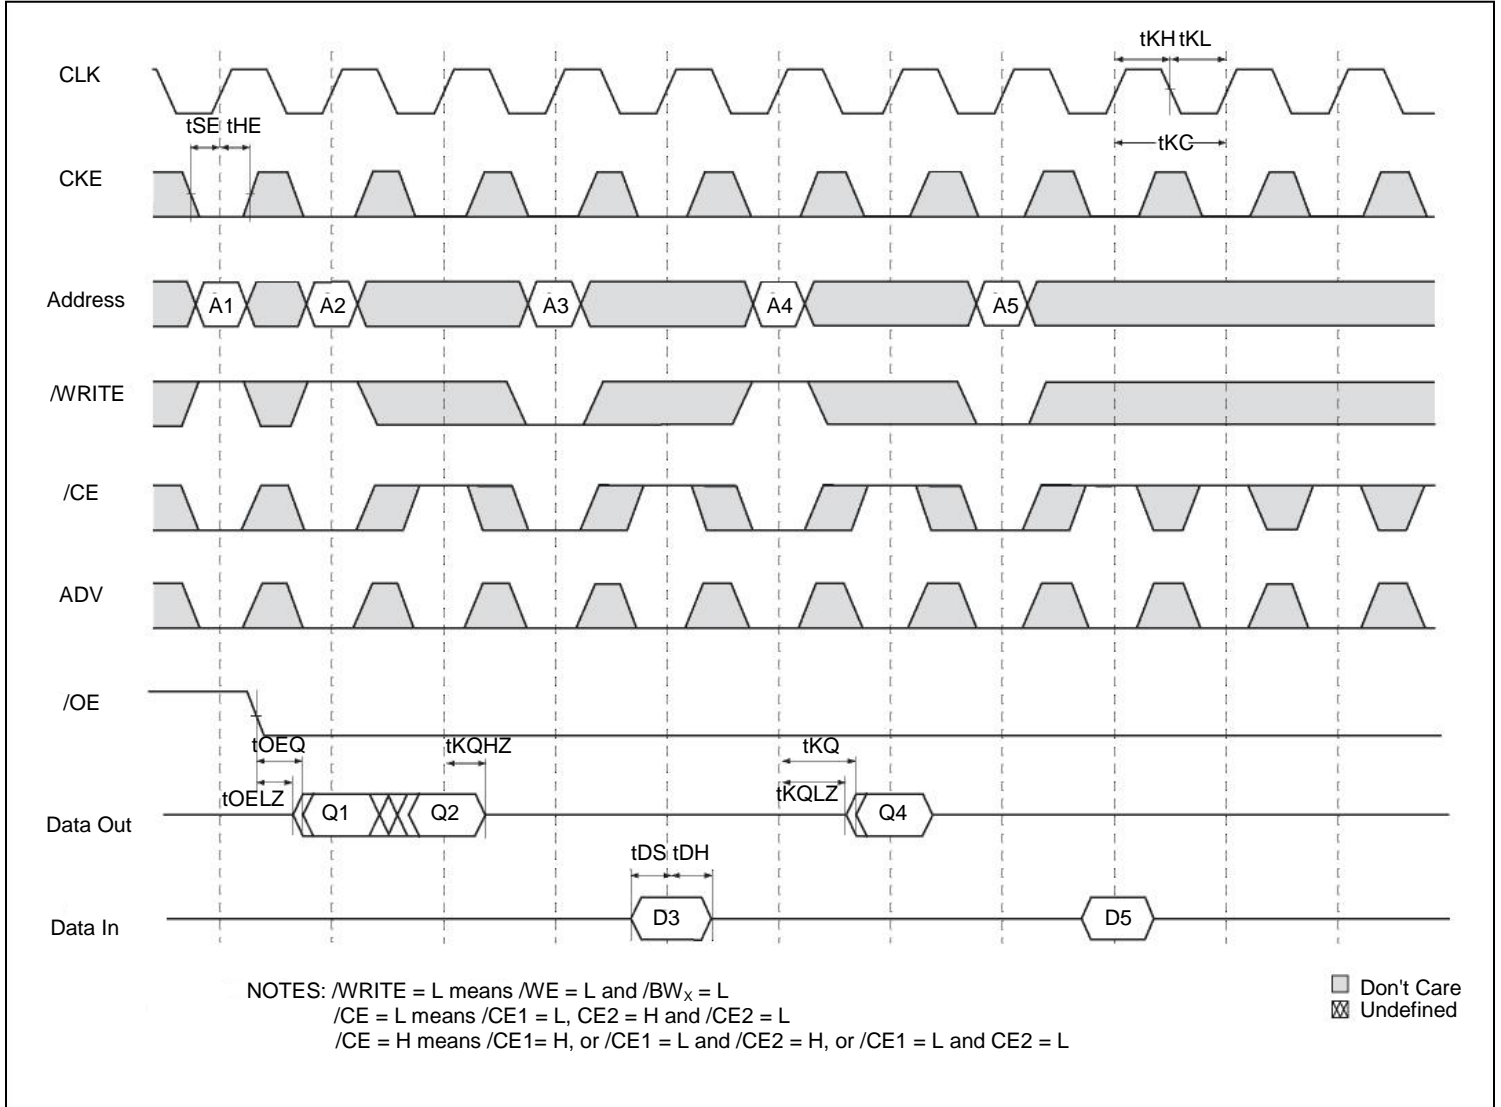 tKH tKL
CLK
tSE tHE
tKC
CKE
Address
A1
A2
A3
A4
A5
/WRITE
/CE
ADV
/OE
tOEQ
tKQHZ
tKQ
tOELZ
tKQLZ
Data Out
Q1
Q2
Q4
tDS tDH
Data In
D3
D5
NOTES: /WRITE = L means /WE = L and /BWX = L
/CE = L means /CE1 = L, CE2 = H and /CE2 = L
/CE = H means /CE1= H, or /CE1 = L and /CE2 = H, or /CE1 = L and CE2 = L
Don't Care
Undefined